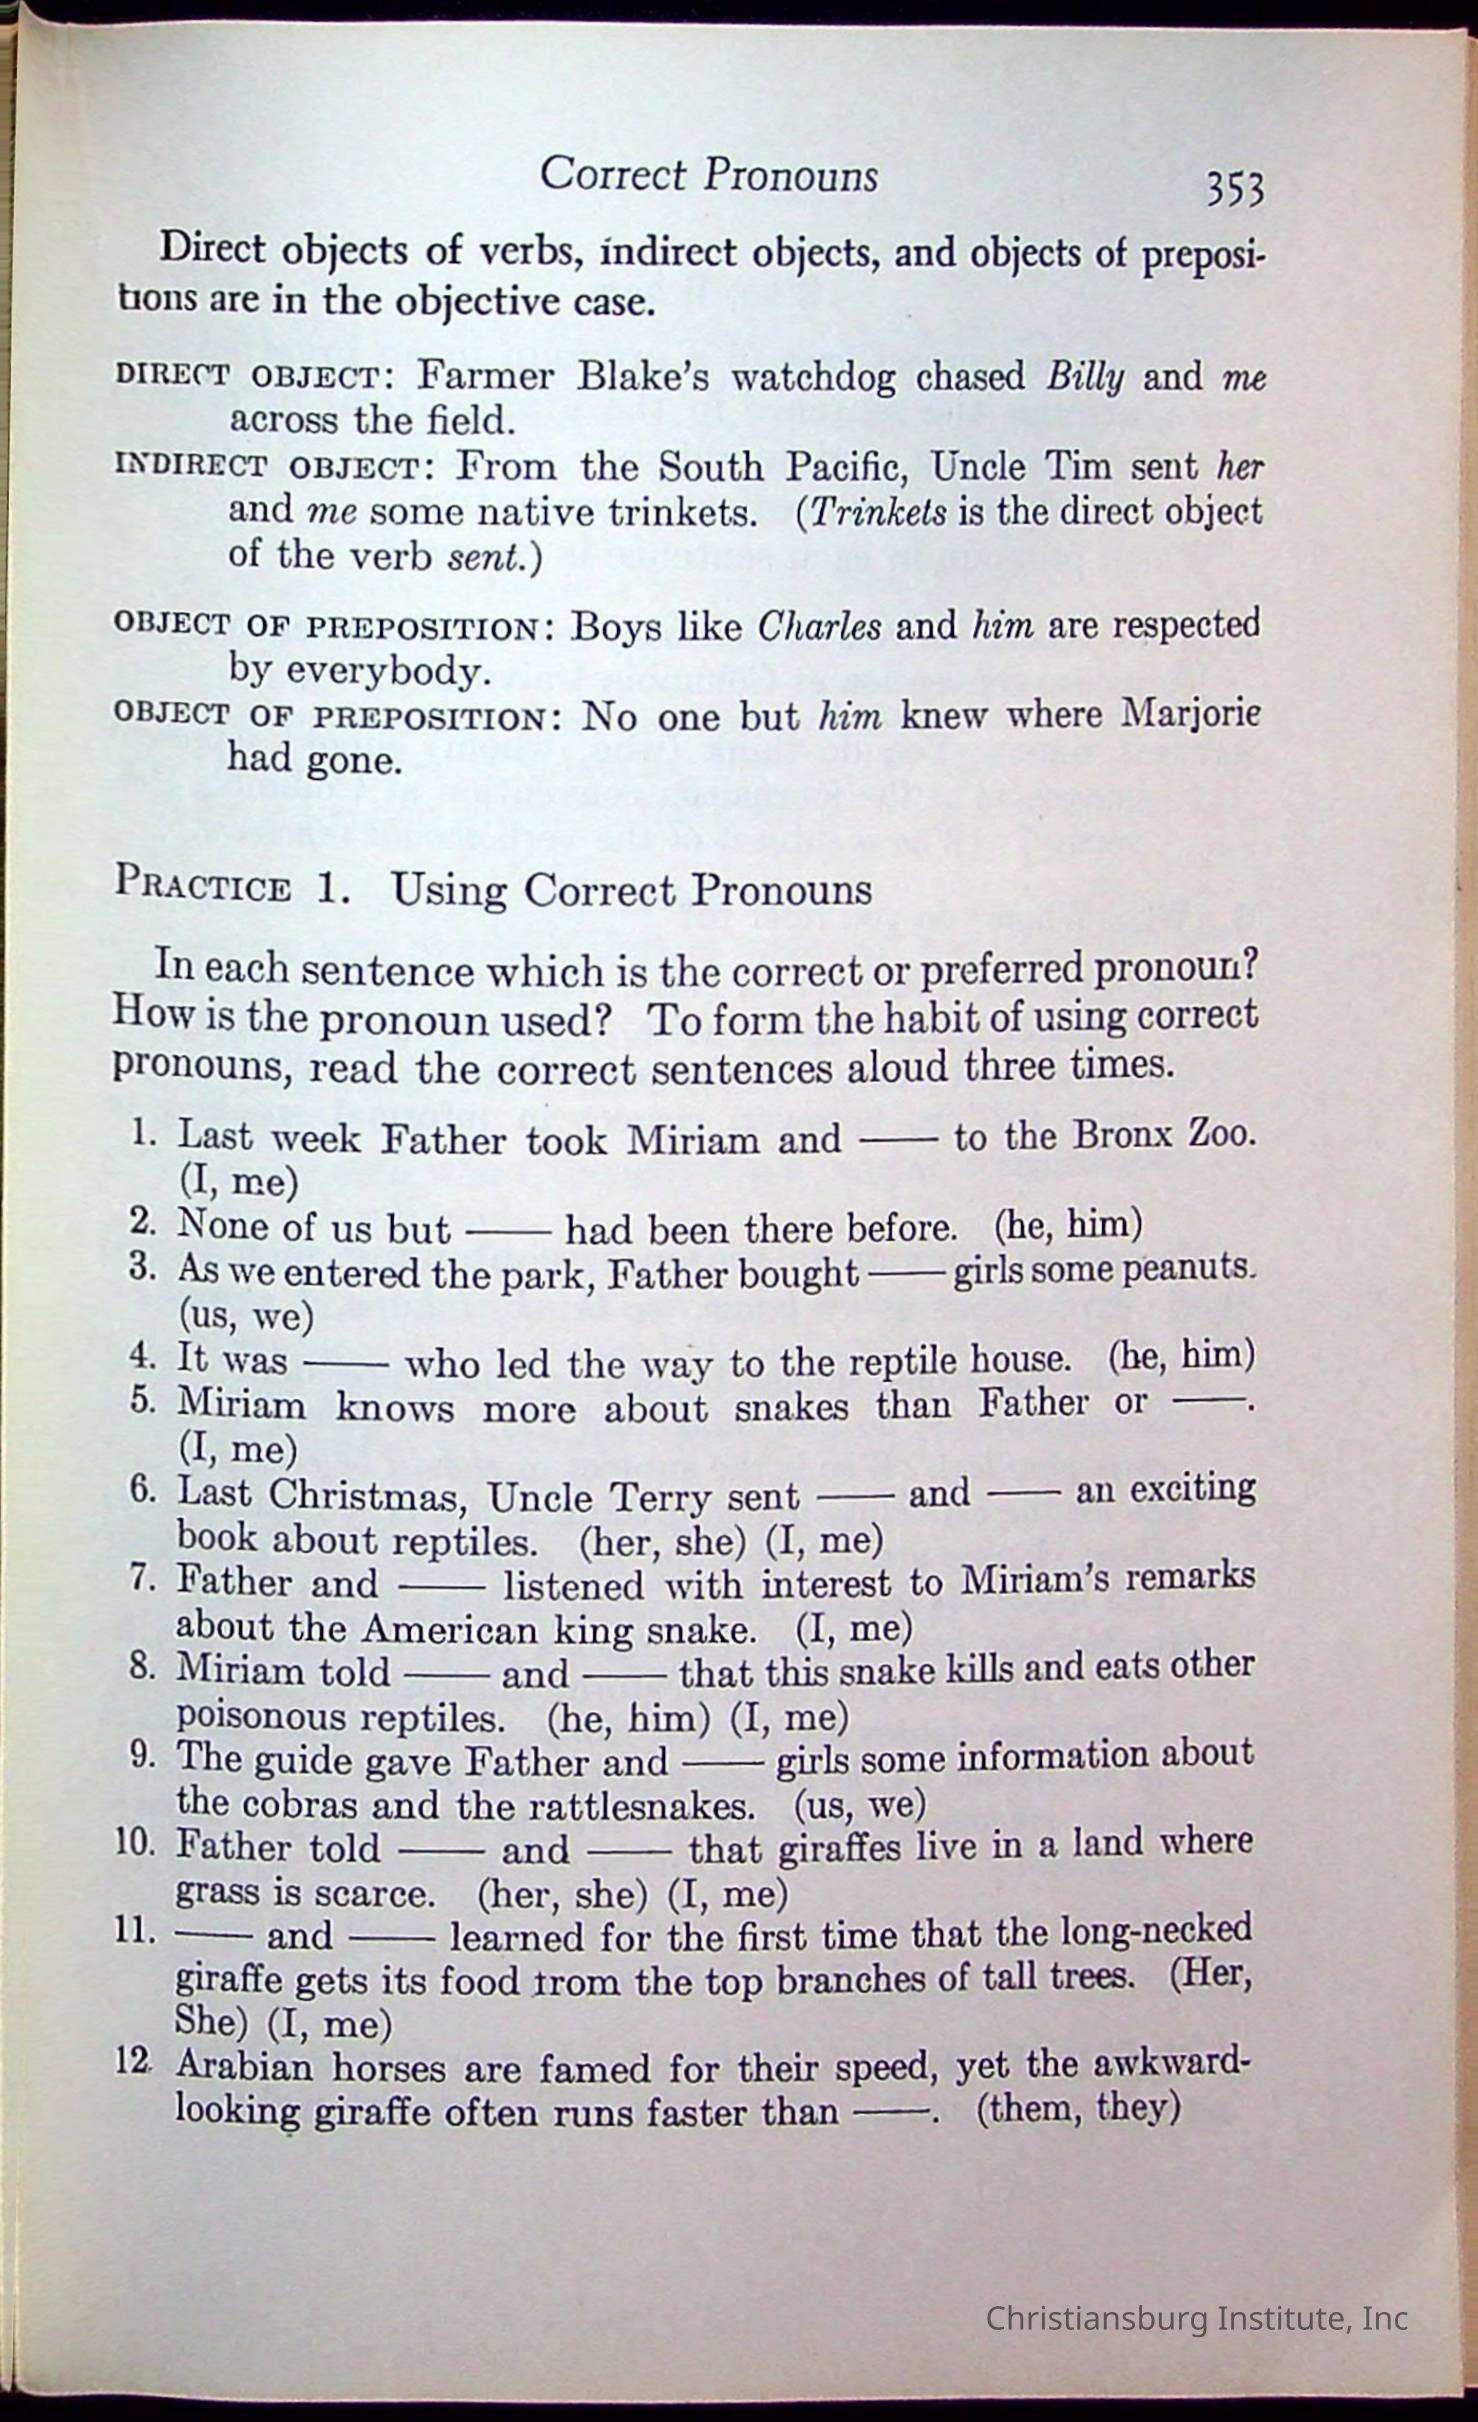 Correct Pronouns 353
Direct objects of verbs, indirect objects, and objects of preposi-
tions are in the objective case.
DIRECT OBJECT: Farmer Blake's watchdog chased Billy and me
across the field.
INDIRECT OBJECT: From the South Pacific, Uncle Tim sent her
and me some native trinkets. (Trinkets is the direct object
of the verb sent.)
OBJECT OF PREPOSITION: Boys like Charles and him are respected
by everybody.
OBJECT OF PREPOSITION: No one but him knew where Marjorie
had gone.
PRACTICE 1. Using Correct Pronouns
In each sentence which is the correct or preferred pronoun?
How is the pronoun used? To form the habit of using correct
pronouns, read the correct sentences aloud three times.
1. Last week Father took Miriam and —— to the Bronx Zoo.
(I, me)
2. None of us but —— had been there before. (he, him)
3. As we entered the park, Father bought —— girls some peanuts.
(us, we)
4. It was —— who led the way to the reptile house. (he, him)
5. Miriam knows more about snakes than Father or ——.
(I, me)
6. Last Christmas, Uncle Terry sent —— and —— an exciting
book about reptiles. (her, she) (I, me)
7. Father and —— listened with interest to Miriam's remarks
about the American king snake. (I, me)
8. Miriam told —— and —— that this snake kills and eats other
poisonous reptiles. (he, him) (I, me)
9. The guide gave Father and —— girls some information about
the cobras and the rattlesnakes. (us, we)
10. Father told —— and —— that giraffes live in a land where
grass is scarce. (her, she) (I, me)
11. —— and —— learned for the first time that the long-necked
giraffe gets its food from the top branches of tall trees. (Her,
She) (I, me)
12. Arabian horses are famed for their speed, yet the awkward-
looking giraffe often runs faster than ——. (them, they)
Christiansburg Institute, Inc